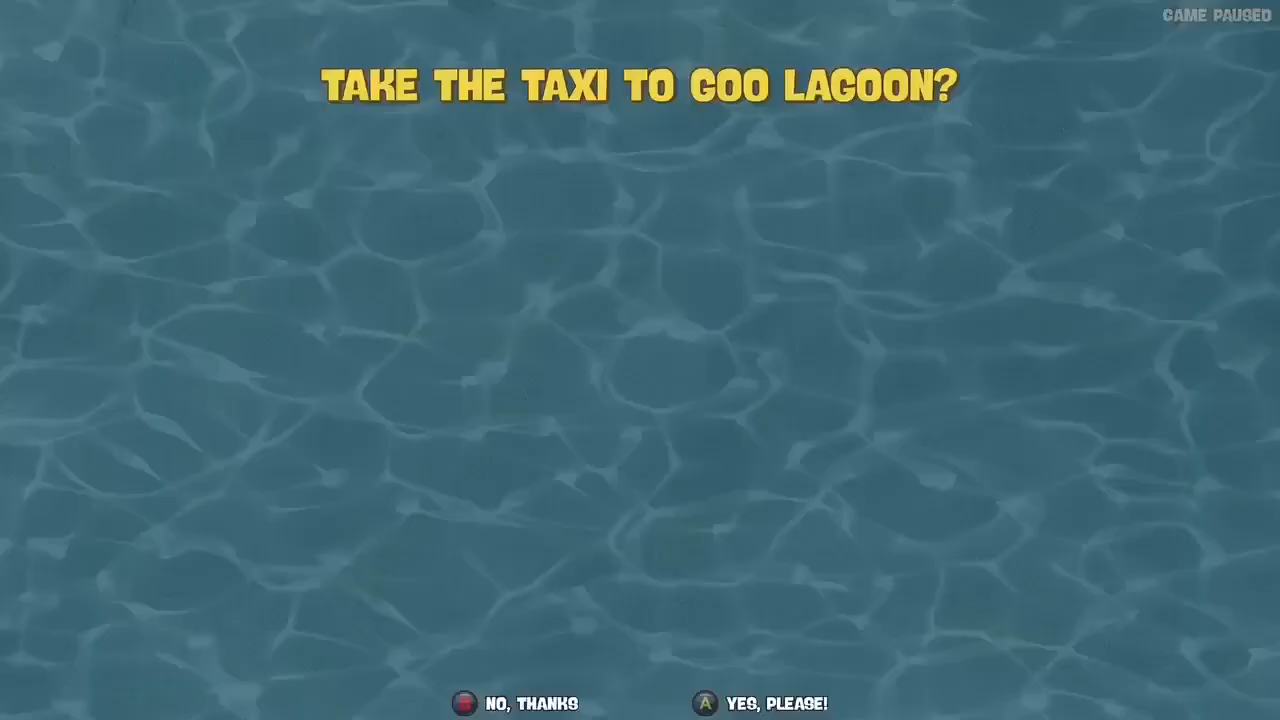 GAME PAUSED
TAKE THE TAXI TO GOO LAGOON?
B NO, THANKS
A YES, PLEASE!